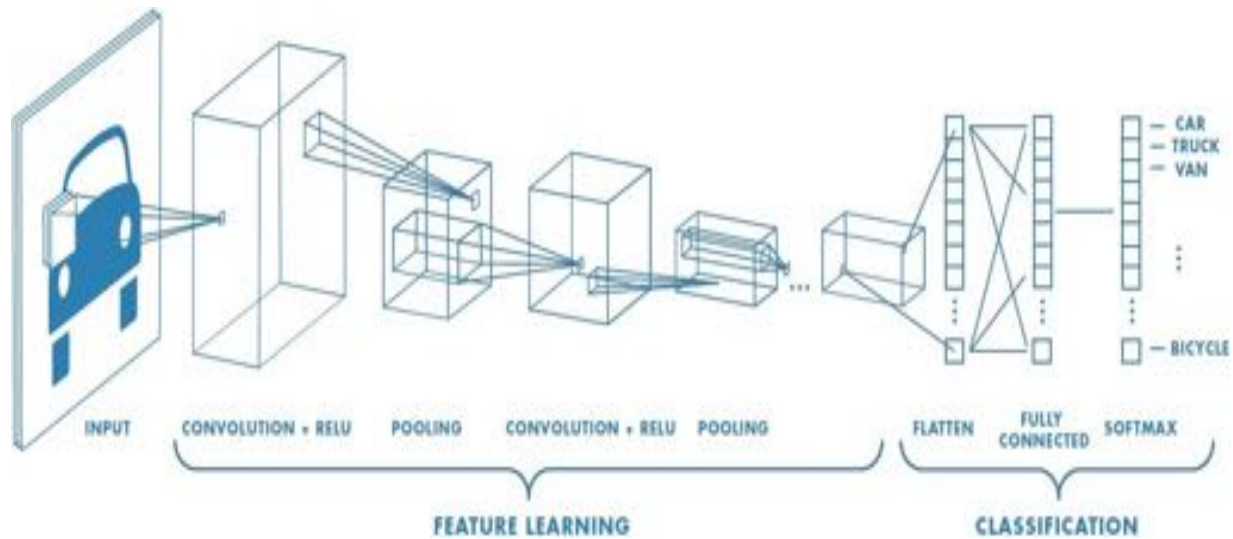 CAR
TRUCK
VAN
BICYCLE
INPUT
CONVOLUTION + RELU
POOLING
CONVOLUTION + RELU
POOLING
FLATTEN
FULLY
CONNECTED
SOFTMAX
FEATURE LEARNING
CLASSIFICATION